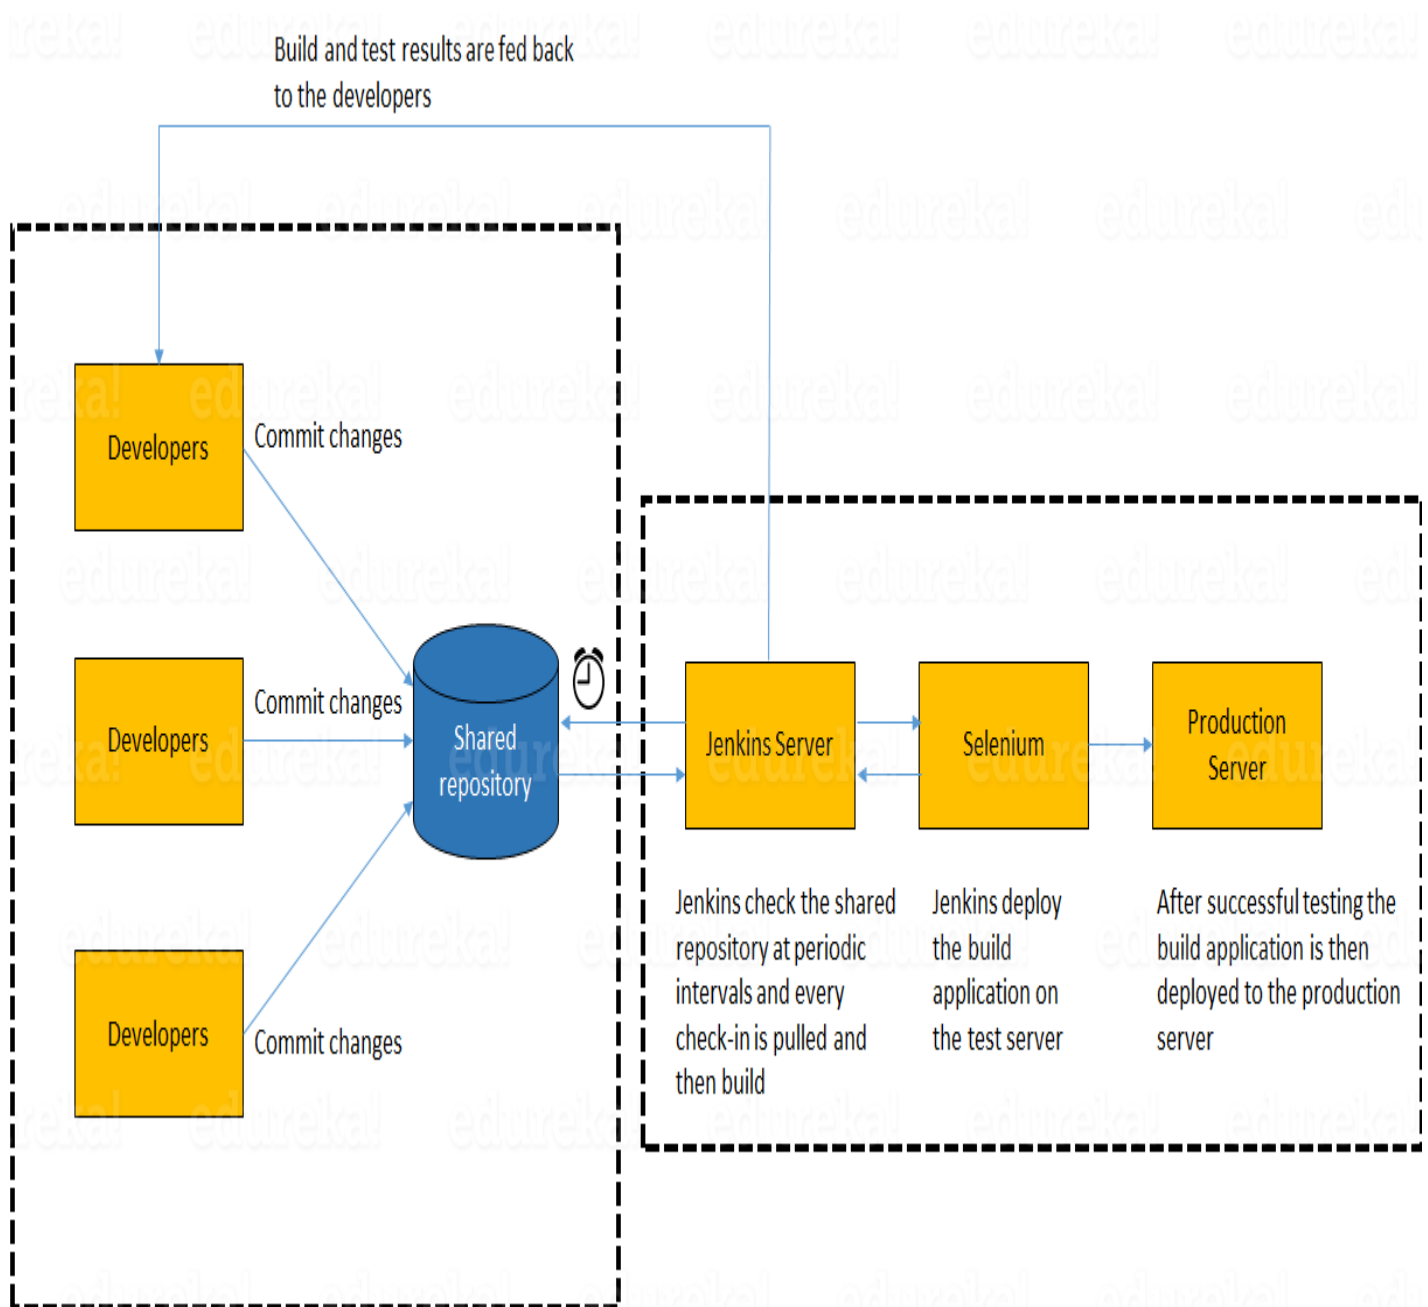 Build and test results are fed back
to the developers
Developers
Commit changes
Developers
Commit changes
Developers
Commit changes
Shared
repository
Jenkins Server
Selenium
Production
Server
Jenkins check the shared
repository at periodic
intervals and every
check-in is pulled and
then build
Jenkins deploy
the build
application on
the test server
After successful testing the
build application is then
deployed to the production
server
edureka!